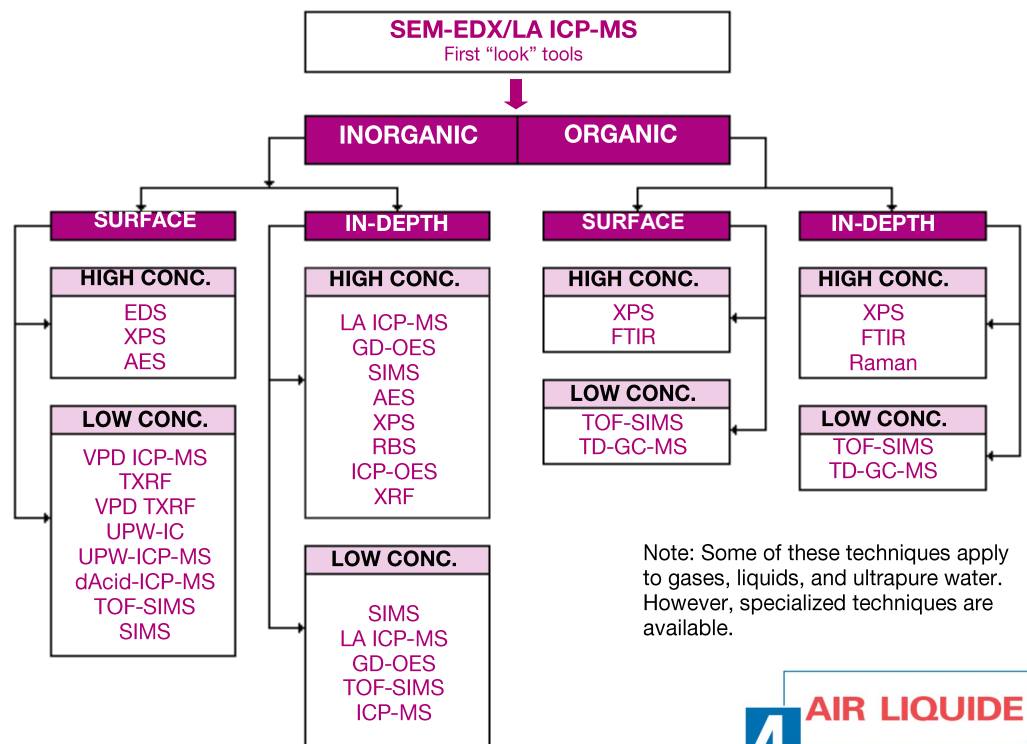 SEM-EDX/LA ICP-MS
First “look” tools
INORGANIC
ORGANIC
SURFACE
HIGH CONC.
EDS
XPS
AES
LOW CONC.
VPD ICP-MS
TXRF
VPD TXRF
UPW-IC
UPW-ICP-MS
dAcid-ICP-MS
TOF-SIMS
SIMS
IN-DEPTH
HIGH CONC.
LA ICP-MS
GD-OES
SIMS
AES
XPS
RBS
ICP-OES
XRF
LOW CONC.
SIMS
LA ICP-MS
GD-OES
TOF-SIMS
ICP-MS
SURFACE
HIGH CONC.
XPS
FTIR
LOW CONC.
TOF-SIMS
TD-GC-MS
IN-DEPTH
HIGH CONC.
XPS
FTIR
Raman
LOW CONC.
TOF-SIMS
TD-GC-MS
Note: Some of these techniques apply
to gases, liquids, and ultrapure water.
However, specialized techniques are
available.
AIR LIQUIDE